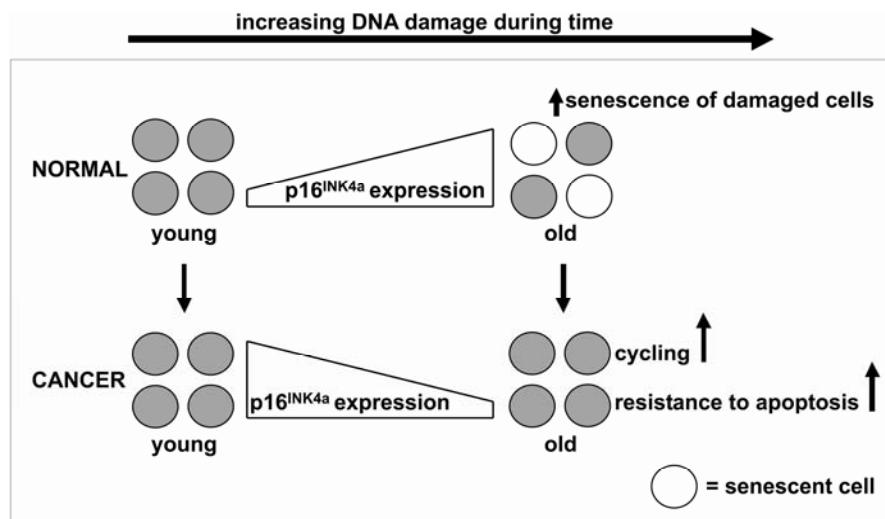 increasing DNA damage during time
senescence of damaged cells
NORMAL
p16INK4a expression
young
old
cycling
CANCER
p16INK4a expression
resistance to apoptosis
young
old
= senescent cell